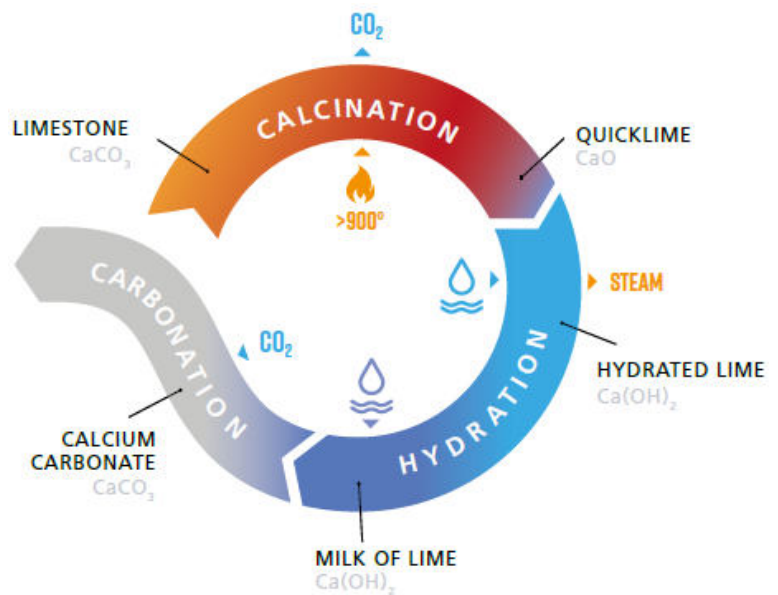 CO₂
CALCINATION
LIMESTONE
CaCO₃
QUICKLIME
CaO
>900°
STEAM
HYDRATION
HYDRATED LIME
Ca(OH)₂
CARBONATION
CO₂
CALCIUM
CARBONATE
CaCO₃
MILK OF LIME
Ca(OH)₂